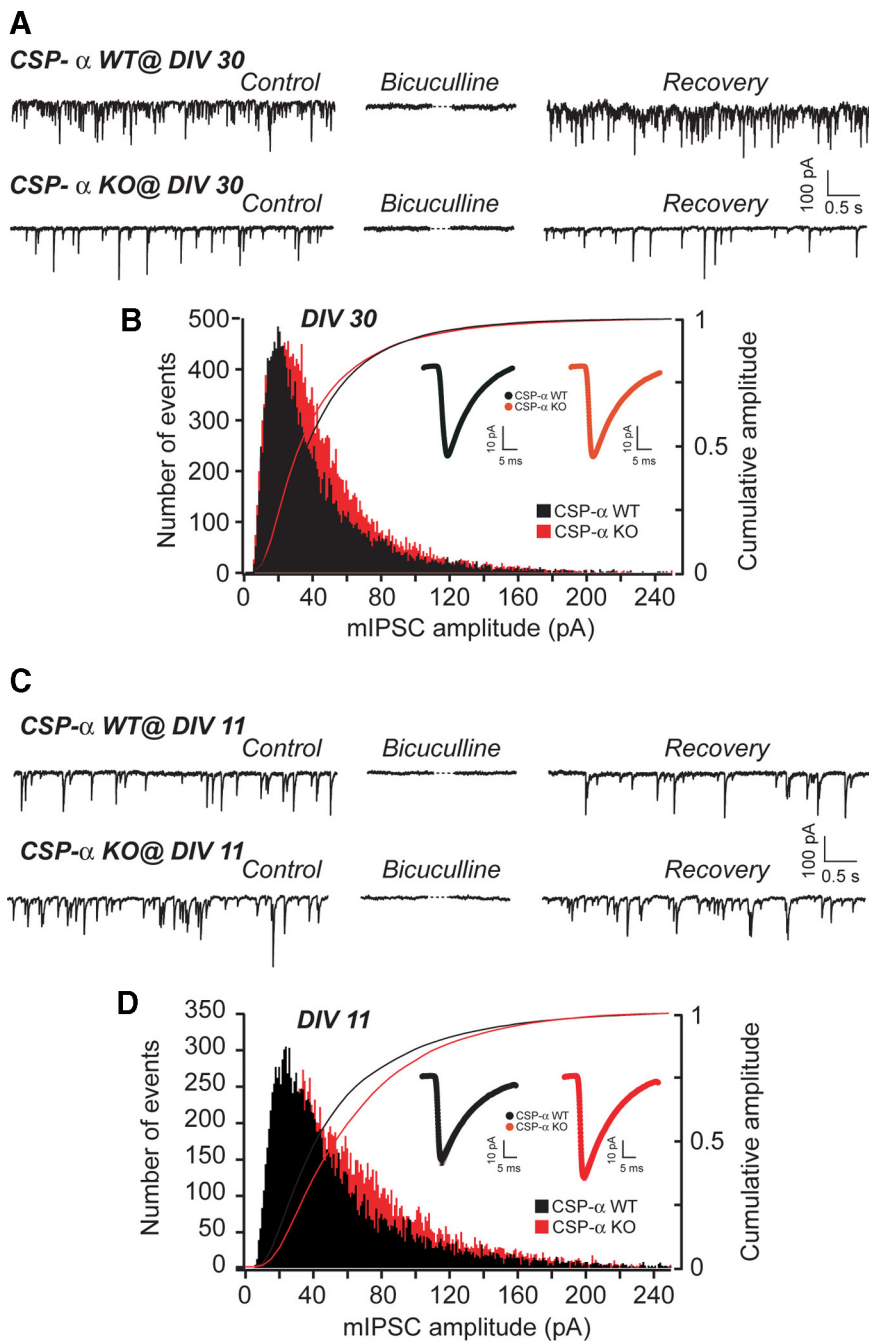 A
CSP- α WT@ DIV 30
Control Bicuculline Recovery
CSP- α KO@ DIV 30
Control Bicuculline Recovery
100 pA
0.5 s
B
DIV 30
Number of events
500
400
300
200
100
0
0 40 80 120 160 200 240
mIPSC amplitude (pA)
1
0.5
0
Cumulative amplitude
CSP-α WT
CSP-α KO
10 pA
5 ms
10 pA
5 ms
CSP-α WT
CSP-α KO
C
CSP-α WT@ DIV 11
Control Bicuculline Recovery
CSP-α KO@ DIV 11
Control Bicuculline Recovery
100 pA
0.5 s
D
DIV 11
Number of events
350
300
250
200
150
100
50
0
0 40 80 120 160 200 240
mIPSC amplitude (pA)
1
0.5
0
Cumulative amplitude
CSP-α WT
CSP-α KO
10 pA
5 ms
10 pA
5 ms
CSP-α WT
CSP-α KO